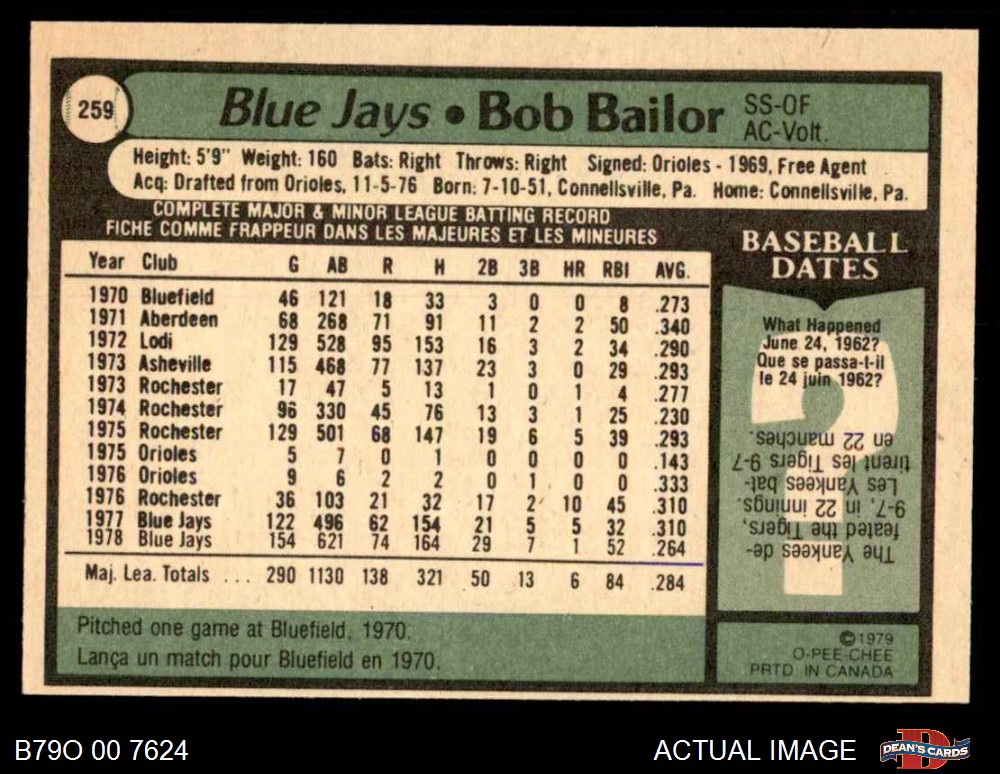 259
Blue Jays • Bob Bailor SS-OF
AC-Volt.
Height: 5'9" Weight: 160 Bats: Right Throws: Right Signed: Orioles - 1969, Free Agent
Acq: Drafted from Orioles, 11-5-76 Born: 7-10-51, Connellsville, Pa. Home: Connellsville, Pa.
COMPLETE MAJOR & MINOR LEAGUE BATTING RECORD
FICHE COMME FRAPPEUR DANS LES MAJEURES ET LES MINEURES
Year Club G AB R H 2B 3B HR RBI AVG.
1970 Bluefield 46 121 18 33 3 0 0 8 .273
1971 Aberdeen 68 268 71 91 11 2 2 50 .340
1972 Lodi 129 528 95 153 16 3 2 34 .290
1973 Asheville 115 468 77 137 23 3 0 29 .293
1973 Rochester 17 47 5 13 1 0 1 4 .277
1974 Rochester 96 330 45 76 13 3 1 25 .230
1975 Rochester 129 501 68 147 19 6 5 39 .293
1975 Orioles 5 7 0 1 0 0 0 0 .143
1976 Orioles 9 6 2 2 0 1 0 0 .333
1976 Rochester 36 103 21 32 17 2 10 45 .310
1977 Blue Jays 122 496 62 154 21 5 5 32 .310
1978 Blue Jays 154 621 74 164 29 7 1 52 .264
Maj. Lea. Totals ... 290 1130 138 321 50 13 6 84 .284
Pitched one game at Bluefield, 1970.
Lança un match pour Bluefield en 1970.
BASEBALL
DATES
What Happened
June 24, 1962?
Que se passa-t-il
le 24 juin 1962?
The Yankees de-
feated the Tigers,
9-7, in 22 innings.
Les Yankees bat-
tirent les Tigers 9-7
en 22 manches.
©1979
O-PEE-CHEE
PRTD IN CANADA
B79O 00 7624
ACTUAL IMAGE
D
DEAN'S CARDS